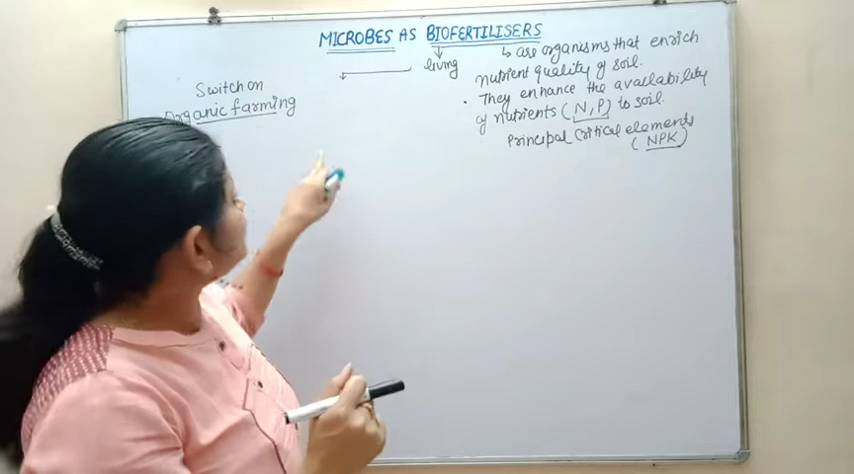 MICROBES AS BIOFERTILISERS
living
↳ are organisms that enrich
nutrient quality of soil.
• They enhance the availability
of nutrients (N,P) to soil.
Principal Critical elements
(NPK)
Switch on
Organic farming